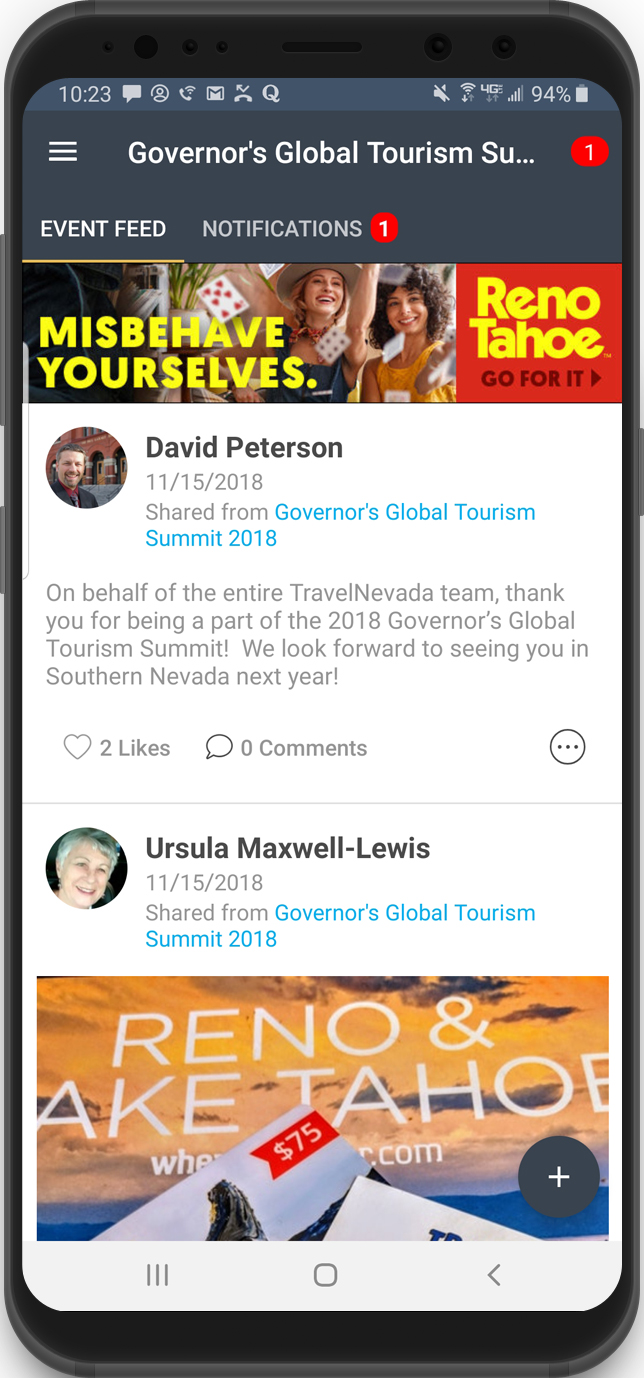 10:23
94%
Governor's Global Tourism Su...
1
EVENT FEED
NOTIFICATIONS 1
MISBEHAVE
YOURSELVES.
Reno
Tahoe
TM
GO FOR IT
David Peterson
11/15/2018
Shared from Governor's Global Tourism
Summit 2018
On behalf of the entire TravelNevada team, thank
you for being a part of the 2018 Governor’s Global
Tourism Summit!  We look forward to seeing you in
Southern Nevada next year!
2 Likes
0 Comments
Ursula Maxwell-Lewis
11/15/2018
Shared from Governor's Global Tourism
Summit 2018
RENO &
AKE TAHOE
$75
.com
+